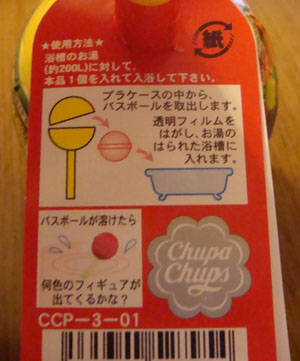 紙
★使用方法★
浴槽のお湯
(約200L)に対して、
本品1個を入れて入浴して下さい。
プラケースの中から、
バスボールを取出します。
透明フィルムを
はがし、お湯の
はられた浴槽に
入れます。
バスボールが溶けたら
何色のフィギュアが
出てくるかな？
Chupa
Chups
CCP-3-01